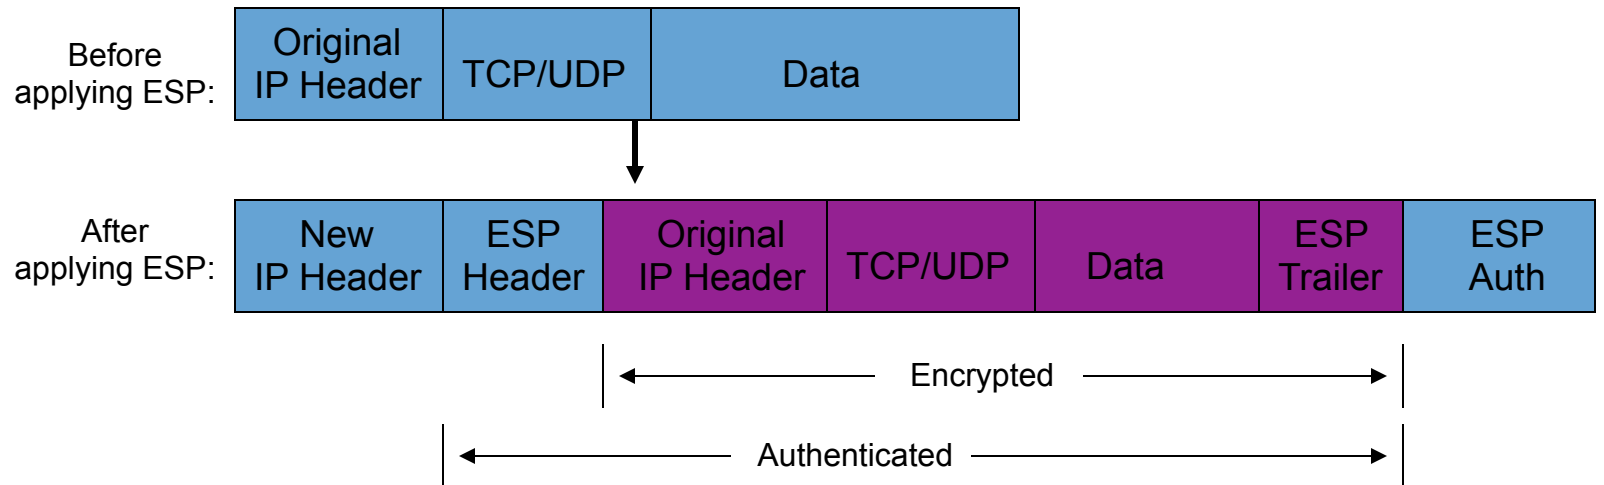 Before
applying ESP:
Original
IP Header
TCP/UDP
Data
After
applying ESP:
New
IP Header
ESP
Header
Original
IP Header
TCP/UDP
Data
ESP
Trailer
ESP
Auth
Encrypted
Authenticated